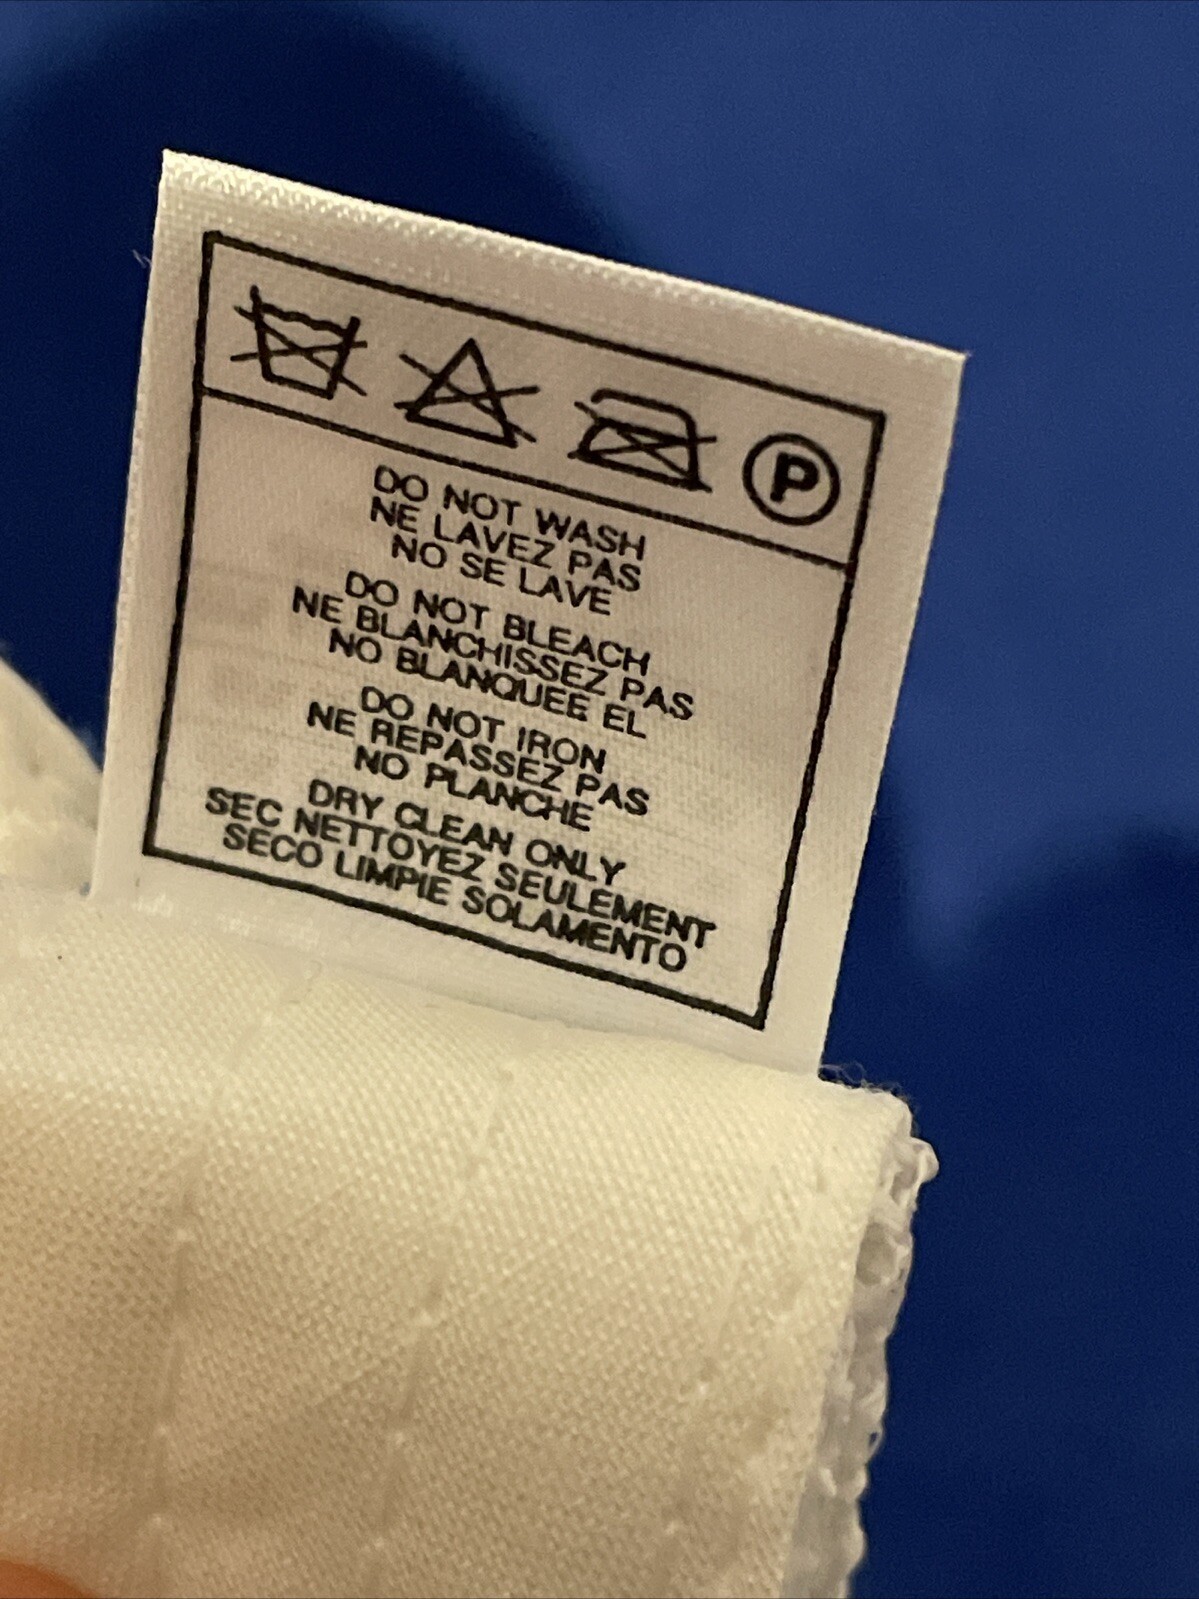 P
DO NOT WASH
NE LAVEZ PAS
NO SE LAVE
DO NOT BLEACH
NE BLANCHISSEZ PAS
NO BLANQUEE EL
DO NOT IRON
NE REPASSEZ PAS
NO PLANCHE
DRY CLEAN ONLY
SEC NETTOYEZ SEULEMENT
SECO LIMPIE SOLAMENTO